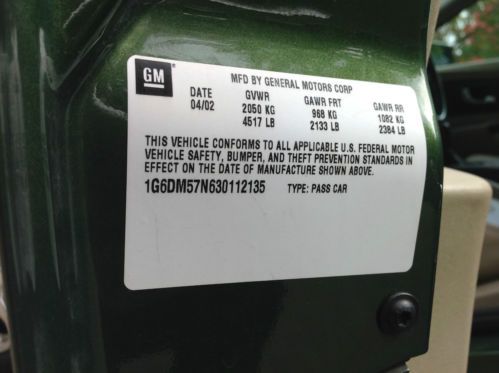 GM
MFD BY GENERAL MOTORS CORP
DATE GVWR GAWR FRT GAWR RR
04/02 2050 KG 968 KG 1082 KG
4517 LB 2133 LB 2384 LB
THIS VEHICLE CONFORMS TO ALL APPLICABLE U.S. FEDERAL MOTOR
VEHICLE SAFETY, BUMPER, AND THEFT PREVENTION STANDARDS IN
EFFECT ON THE DATE OF MANUFACTURE SHOWN ABOVE.
1G6DM57N630112135 TYPE: PASS CAR